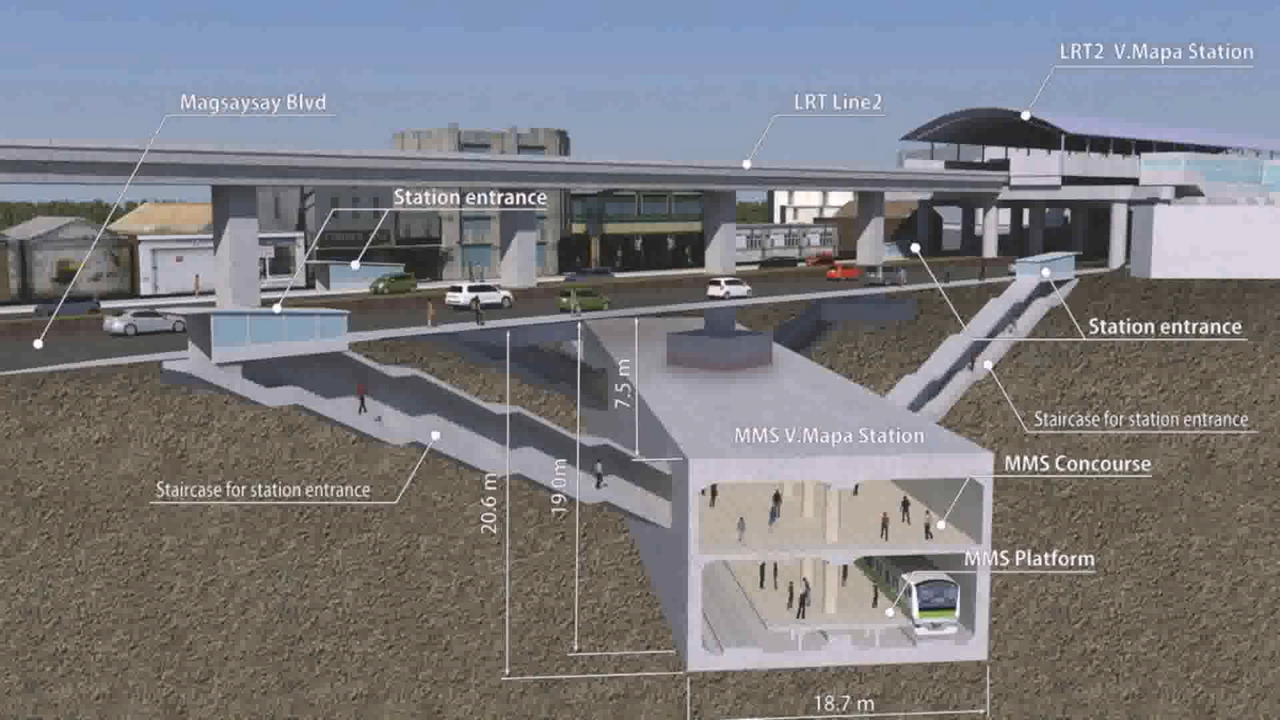 LRT2 V.Mapa Station
Magsaysay Blvd
LRT Line2
Station entrance
Station entrance
7.5 m
Staircase for station entrance
MMS V.Mapa Station
MMS Concourse
Staircase for station entrance
20.6 m
19.0m
MMS Platform
18.7 m